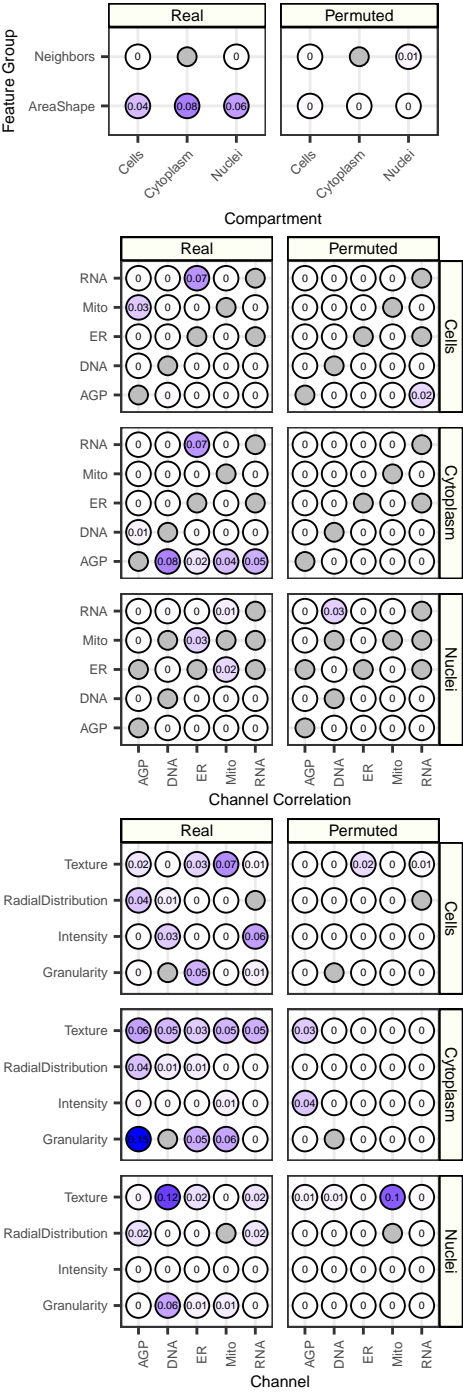 Real Permuted
Neighbors 0 0 0 0.01
AreaShape 0.04 0.08 0.06 0 0 0
Feature Group
Cells Cytoplasm Nuclei Cells Cytoplasm Nuclei
Compartment
Real Permuted
RNA 0 0 0.07 0 0 0 0 0
Mito 0.03 0 0 0 0 0 0 0
ER 0 0 0 0 0 0
DNA 0 0 0 0 0 0 0 0
AGP 0 0 0 0 0 0 0 0.02
Cells
RNA 0 0 0.07 0 0 0 0 0
Mito 0 0 0 0 0 0 0 0
ER 0 0 0 0 0 0
DNA 0.01 0 0 0 0 0 0 0
AGP 0.08 0.02 0.04 0.05 0 0 0 0
Cytoplasm
RNA 0 0 0 0.01 0 0.03 0 0
Mito 0 0.03 0 0 0
ER 0 0.02 0 0
DNA 0 0 0 0 0 0 0 0
AGP 0 0 0 0 0 0 0 0
Nuclei
AGP DNA ER Mito RNA AGP DNA ER Mito RNA
Channel Correlation
Real Permuted
Texture 0.02 0 0.03 0.07 0.01 0 0 0.02 0 0.01
RadialDistribution 0.04 0.01 0 0 0 0 0 0
Intensity 0 0.03 0 0 0.06 0 0 0 0 0
Granularity 0 0.05 0 0.01 0 0 0 0
Cells
Texture 0.06 0.05 0.03 0.05 0.05 0.03 0 0 0 0
RadialDistribution 0.04 0.01 0.01 0 0 0 0 0 0 0
Intensity 0 0 0 0.01 0 0.04 0 0 0 0
Granularity 0.15 0.05 0.06 0 0 0 0 0
Cytoplasm
Texture 0 0.12 0.02 0 0.02 0.01 0.01 0 0.1 0
RadialDistribution 0.02 0 0 0.02 0 0 0 0
Intensity 0 0 0 0 0 0 0 0 0 0
Granularity 0 0.06 0.01 0.01 0 0 0 0 0 0
Nuclei
AGP DNA ER Mito RNA AGP DNA ER Mito RNA
Channel